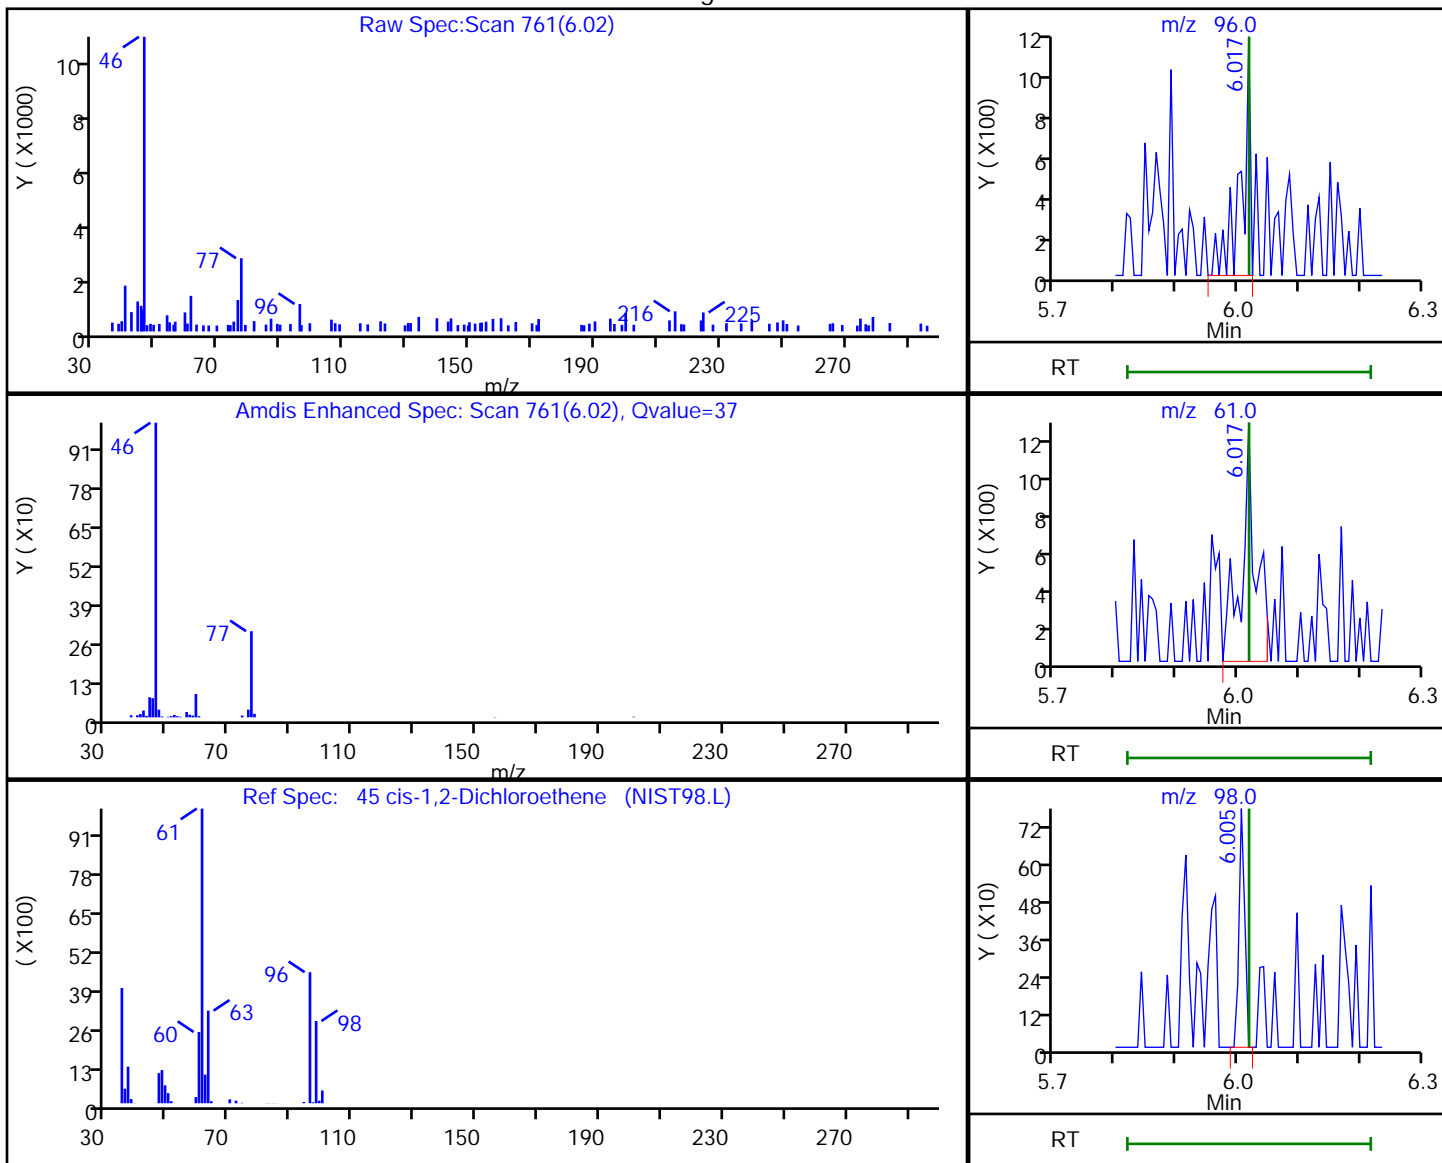 Raw Spec:Scan 761(6.02)
Y ( X1000)
10
8
6
4
2
0
46
77
96
216
225
30 70 110 150 190 230 270
m/z
m/z 96.0
Y ( X100)
12
10
8
6
4
2
0
6.017
5.7 6.0 6.3
Min
RT
Amdis Enhanced Spec: Scan 761(6.02), Qvalue=37
Y ( X10)
91
78
65
52
39
26
13
0
46
77
30 70 110 150 190 230 270
m/z
m/z 61.0
Y ( X100)
12
10
8
6
4
2
0
6.017
5.7 6.0 6.3
Min
RT
Ref Spec: 45 cis-1,2-Dichloroethene (NIST98.L)
( X100)
91
78
65
52
39
26
13
0
61
96
63
60
98
30 70 110 150 190 230 270
m/z 98.0
Y ( X10)
72
60
48
36
24
12
0
6.005
5.7 6.0 6.3
Min
RT